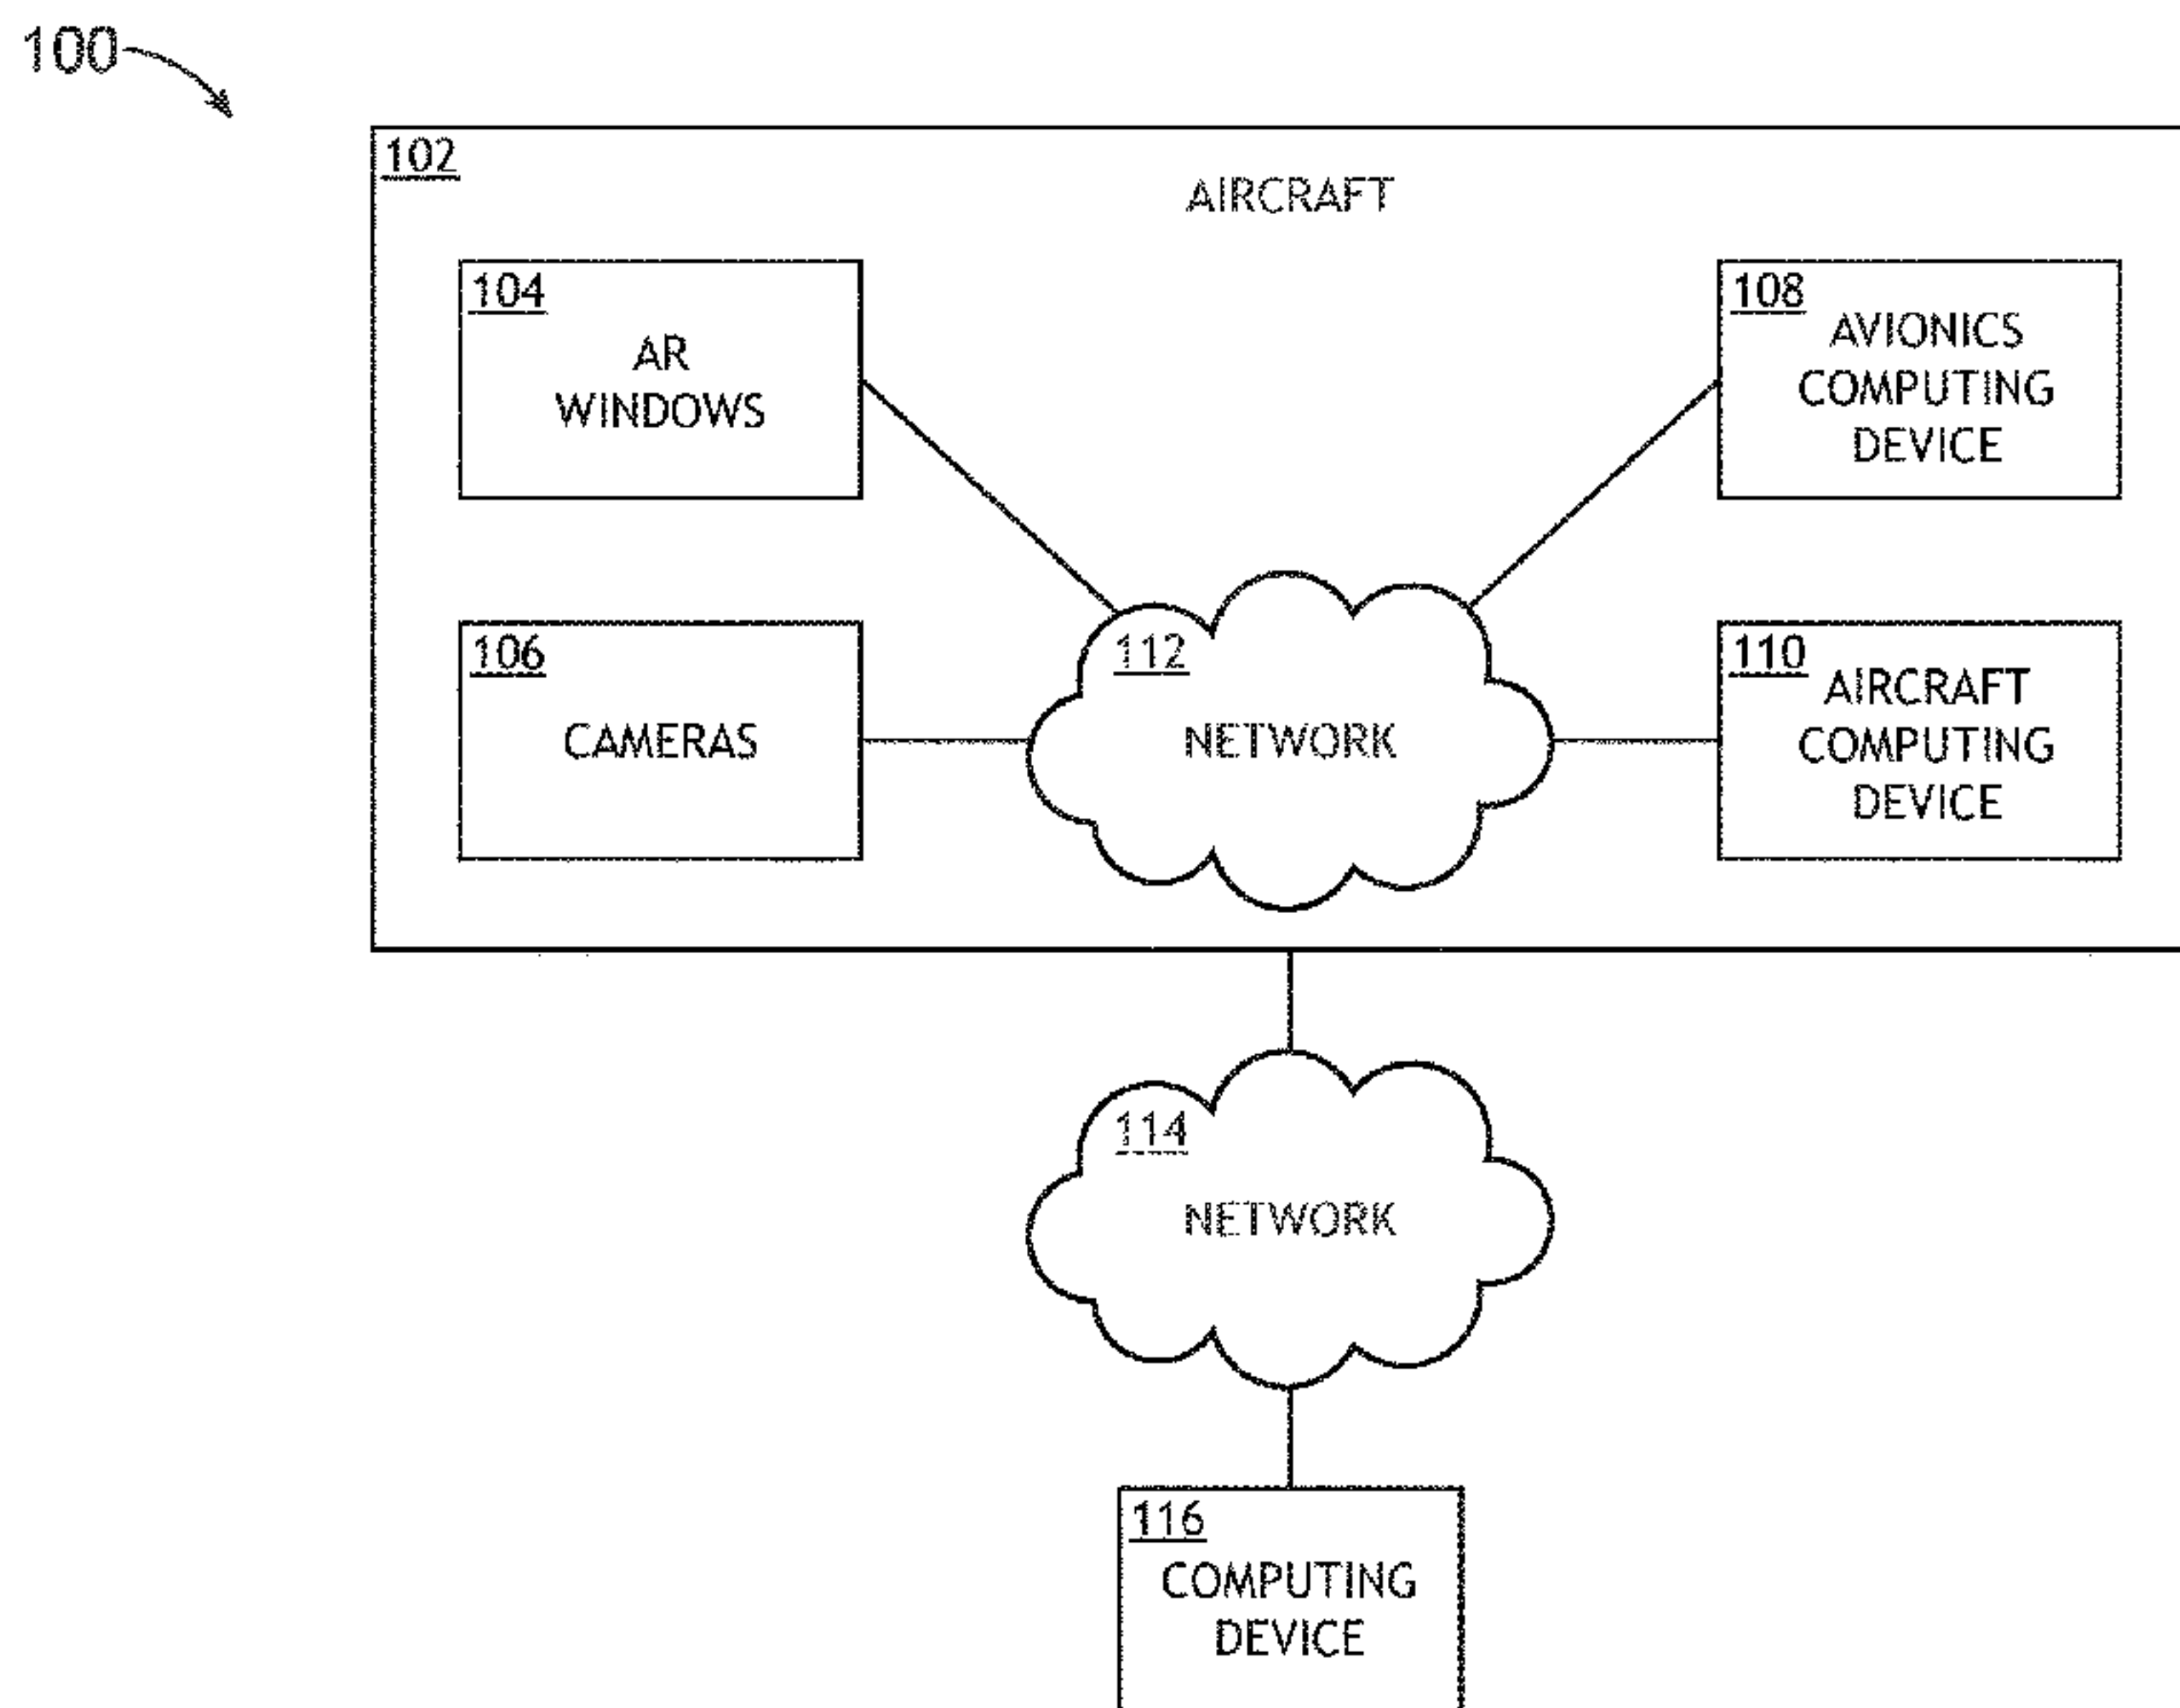 100
102
AIRCRAFT
104
AR
WINDOWS
108
AVIONICS
COMPUTING
DEVICE
106
CAMERAS
112
NETWORK
110
AIRCRAFT
COMPUTING
DEVICE
114
NETWORK
116
COMPUTING
DEVICE